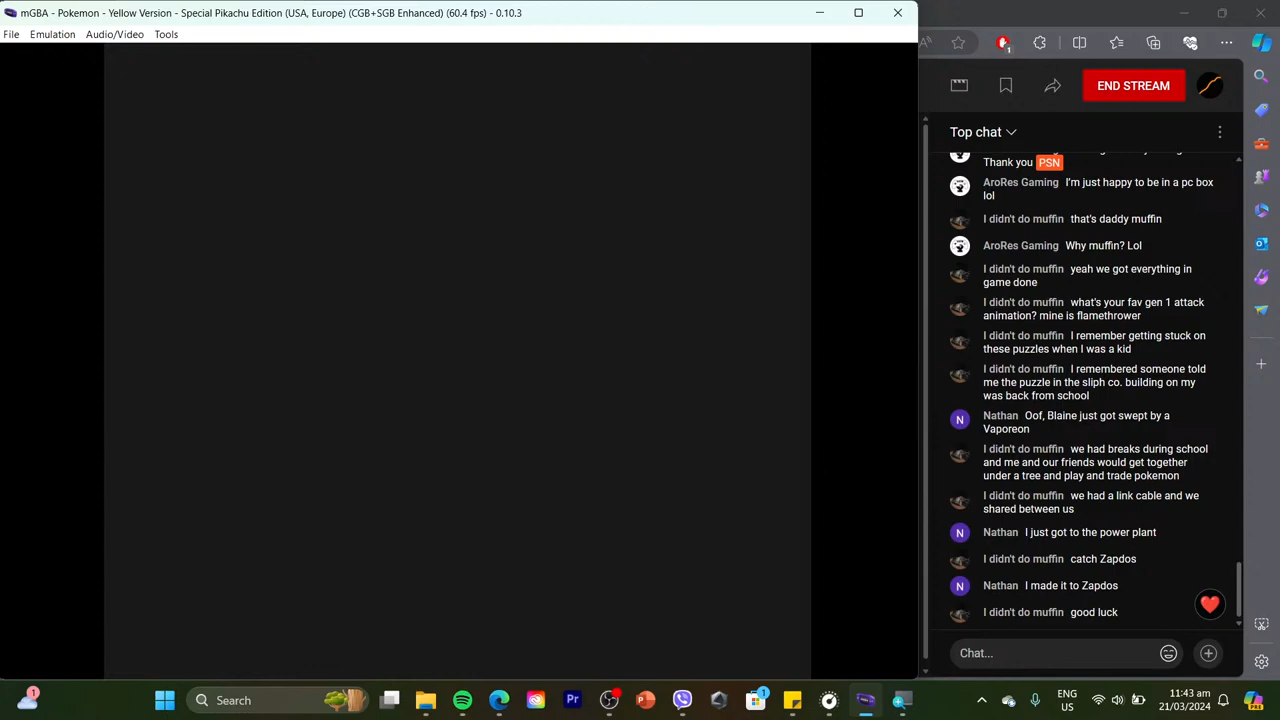 mGBA - Pokemon - Yellow Version - Special Pikachu Edition (USA, Europe) (CGB+SGB Enhanced) (60.4 fps) - 0.10.3
File Emulation Audio/Video Tools
END STREAM
Top chat
Thank you PSN
AroRes Gaming I'm just happy to be in a pc box
lol
I didn't do muffin that's daddy muffin
AroRes Gaming Why muffin? Lol
I didn't do muffin yeah we got everything in
game done
I didn't do muffin what's your fav gen 1 attack
animation? mine is flamethrower
I didn't do muffin I remember getting stuck on
these puzzles when I was a kid
I didn't do muffin I remembered someone told
me the puzzle in the sliph co. building on my
was back from school
N Nathan Oof, Blaine just got swept by a
Vaporeon
I didn't do muffin we had breaks during school
and me and our friends would get together
under a tree and play and trade pokemon
I didn't do muffin we had a link cable and we
shared between us
N Nathan I just got to the power plant
I didn't do muffin catch Zapdos
N Nathan I made it to Zapdos
I didn't do muffin good luck
Chat...
1
Search
Pr
1
ENG
US
11:43 am
21/03/2024
PRE